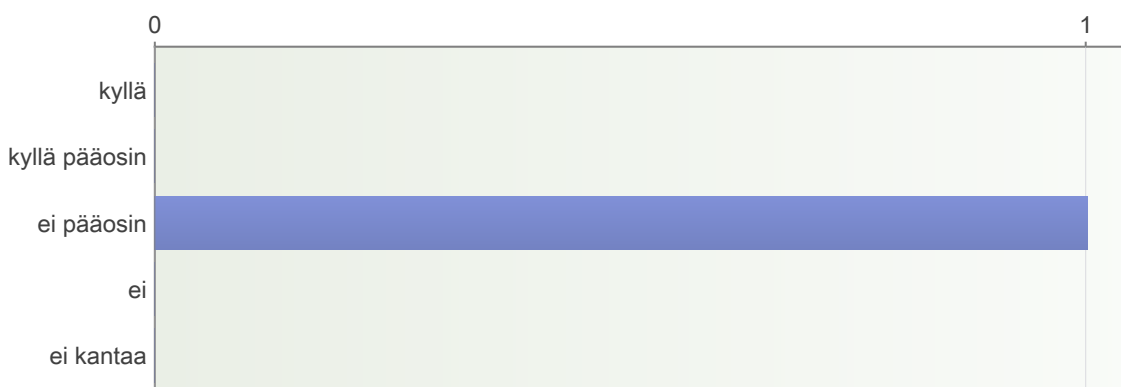 0 1
kyllä
kyllä pääosin
ei pääosin
ei
ei kantaa